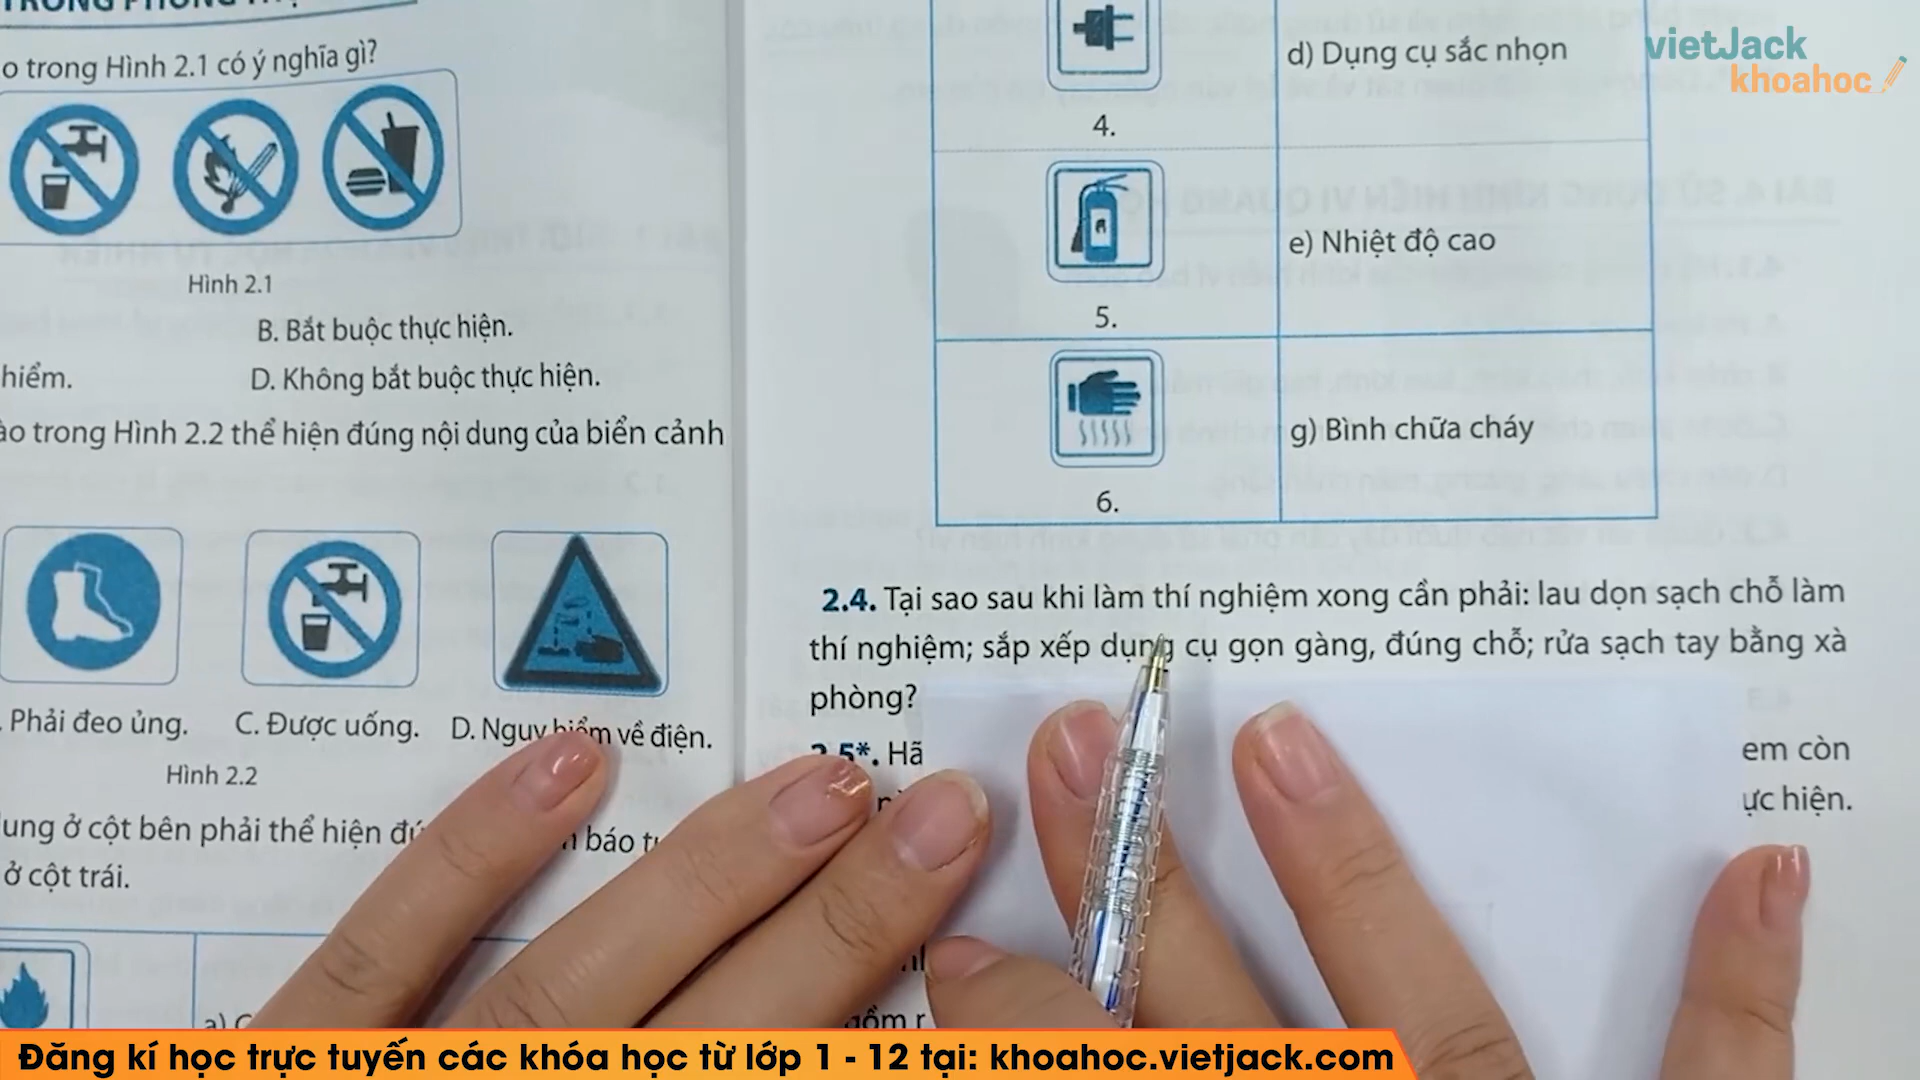 o trong Hình 2.1 có ý nghĩa gì?
Hình 2.1
B. Bắt buộc thực hiện.
hiểm.
D. Không bắt buộc thực hiện.
ào trong Hình 2.2 thể hiện đúng nội dung của biển cảnh
. Phải đeo ủng.
C. Được uống.
D. Nguy hiểm về điện.
Hình 2.2
dung ở cột bên phải thể hiện
báo
ở cột trái.
d) Dụng cụ sắc nhọn
4.
e) Nhiệt độ cao
5.
g) Bình chữa cháy
6.
2.4. Tại sao sau khi làm thí nghiệm xong cần phải: lau dọn sạch chỗ làm
thí nghiệm; sắp xếp dụng cụ gọn gàng, đúng chỗ; rửa sạch tay bằng xà
phòng?
2.5*. Hã
em còn
ực hiện.
vietJack
khoahoc
Đăng kí học trực tuyến các khóa học từ lớp 1 - 12 tại: khoahoc.vietjack.com